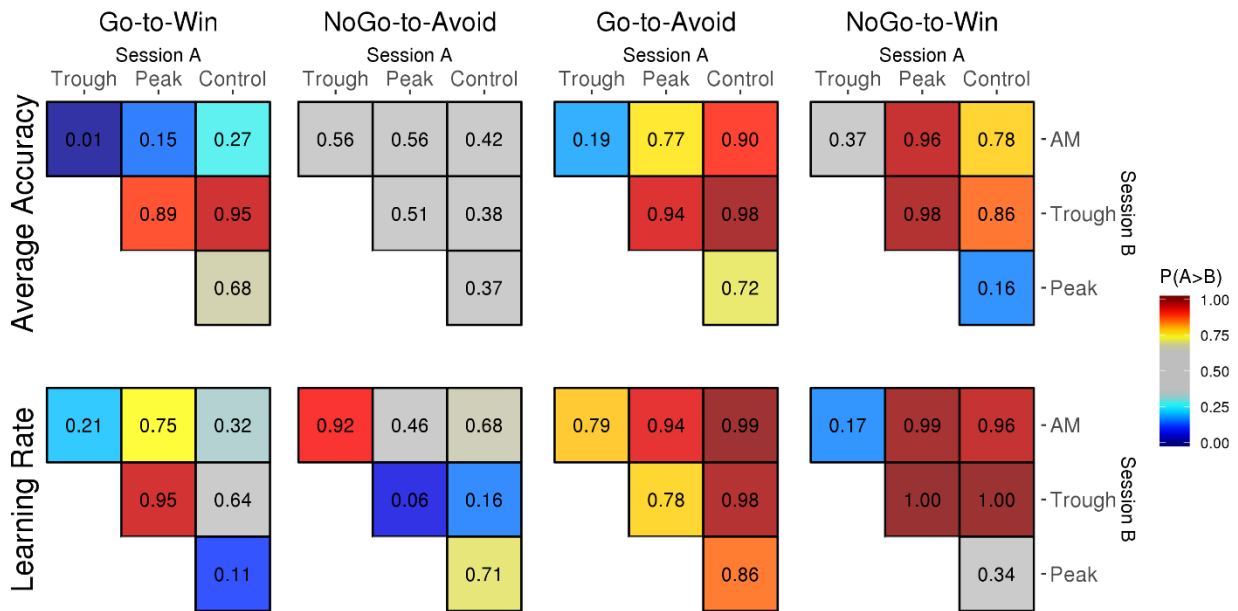 Go-to-Win NoGo-to-Avoid Go-to-Avoid NoGo-to-Win
Session A Session A Session A Session A
Trough Peak Control Trough Peak Control Trough Peak Control Trough Peak Control
Average Accuracy
0.01 0.15 0.27 0.56 0.56 0.42 0.19 0.77 0.90 0.37 0.96 0.78 AM
0.89 0.95 0.51 0.38 0.94 0.98 0.98 0.86 Trough
0.68 0.37 0.72 0.16 Peak
Session B
P(A>B)
1.00
0.75
0.50
0.25
0.00
Learning Rate
0.21 0.75 0.32 0.92 0.46 0.68 0.79 0.94 0.99 0.17 0.99 0.96 AM
0.95 0.64 0.06 0.16 0.78 0.98 1.00 1.00 Trough
0.11 0.71 0.86 0.34 Peak
Session B